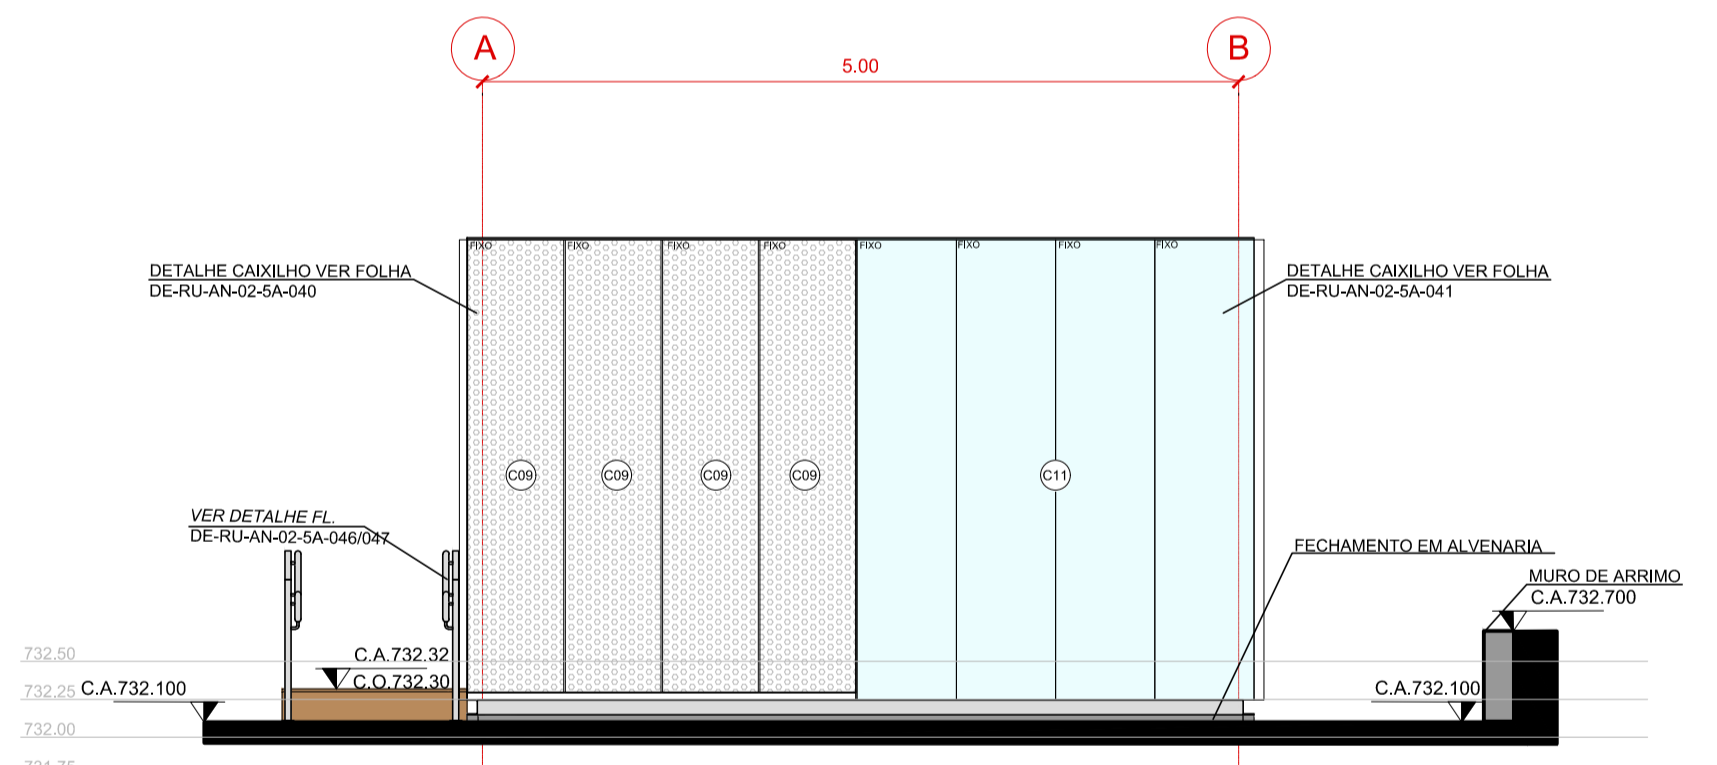 A
B
5.00
FIXO
FIXO
FIXO
FIXO
FIXO
FIXO
FIXO
FIXO
DETALHE CAIXILHO VER FOLHA
DE-RU-AN-02-5A-040
DETALHE CAIXILHO VER FOLHA
DE-RU-AN-02-5A-041
C09
C09
C09
C09
C11
VER DETALHE FL.
DE-RU-AN-02-5A-046/047
FECHAMENTO EM ALVENARIA
MURO DE ARRIMO
C.A.732.700
732.50
C.A.732.32
C.O.732.30
732.25
C.A.732.100
C.A.732.100
732.00
731.75